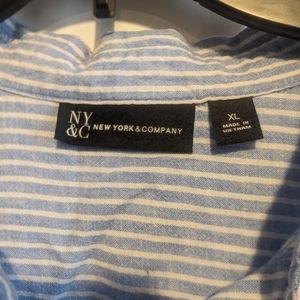 NY
&C NEW YORK & COMPANY
XL
MADE IN
VIETNAM